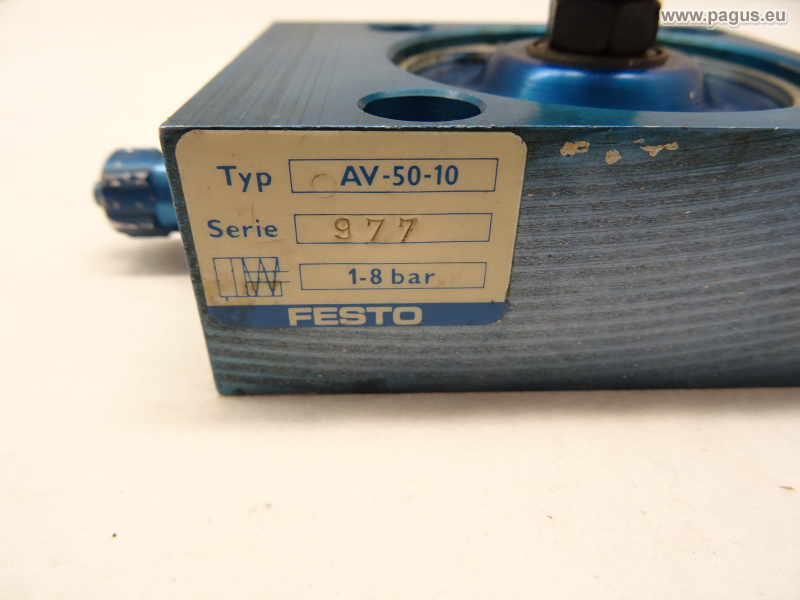 www.pagus.eu
Typ AV-50-10
Serie 977
1-8 bar
FESTO